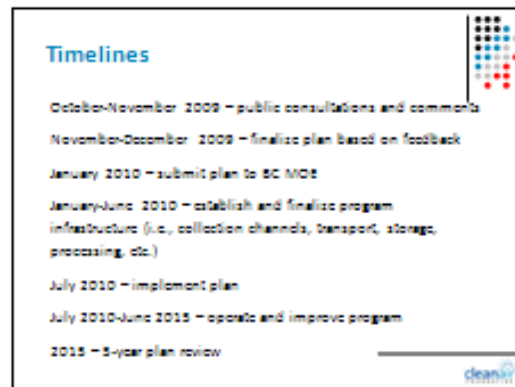 Timelines
October-November 2009 – public consultations and comments
November-December 2009 – finalise plan based on feedback
January 2010 – submit plan to BC MOE
January-June 2010 – establish and finalise program
infrastructure (i.e., collection channels, transport, storage,
processing, etc.)
July 2010 – implement plan
July 2010-June 2015 – operate and improve program
2015 – 5-year plan review
cleanair